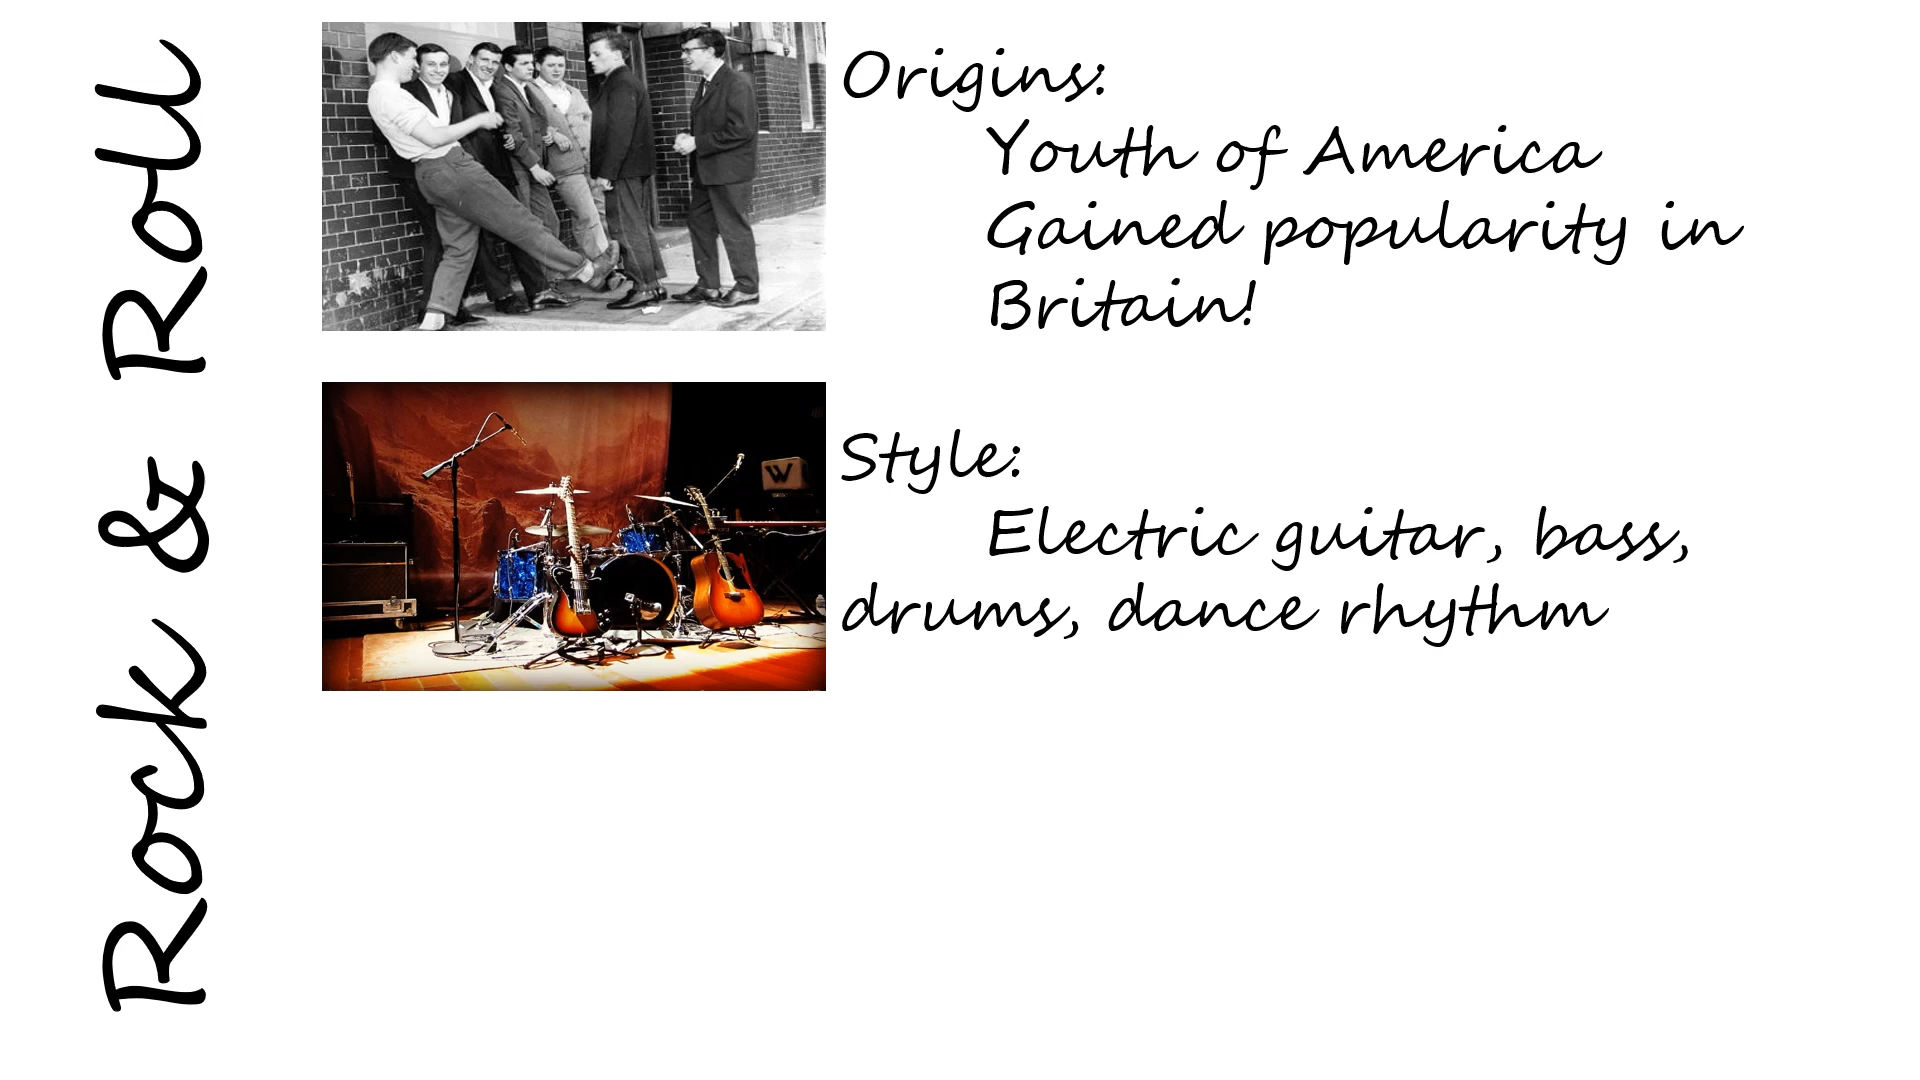 Rock & Roll
Origins:
Youth of America
Gained popularity in
Britain!
W
Style:
Electric guitar, bass,
drums, dance rhythm